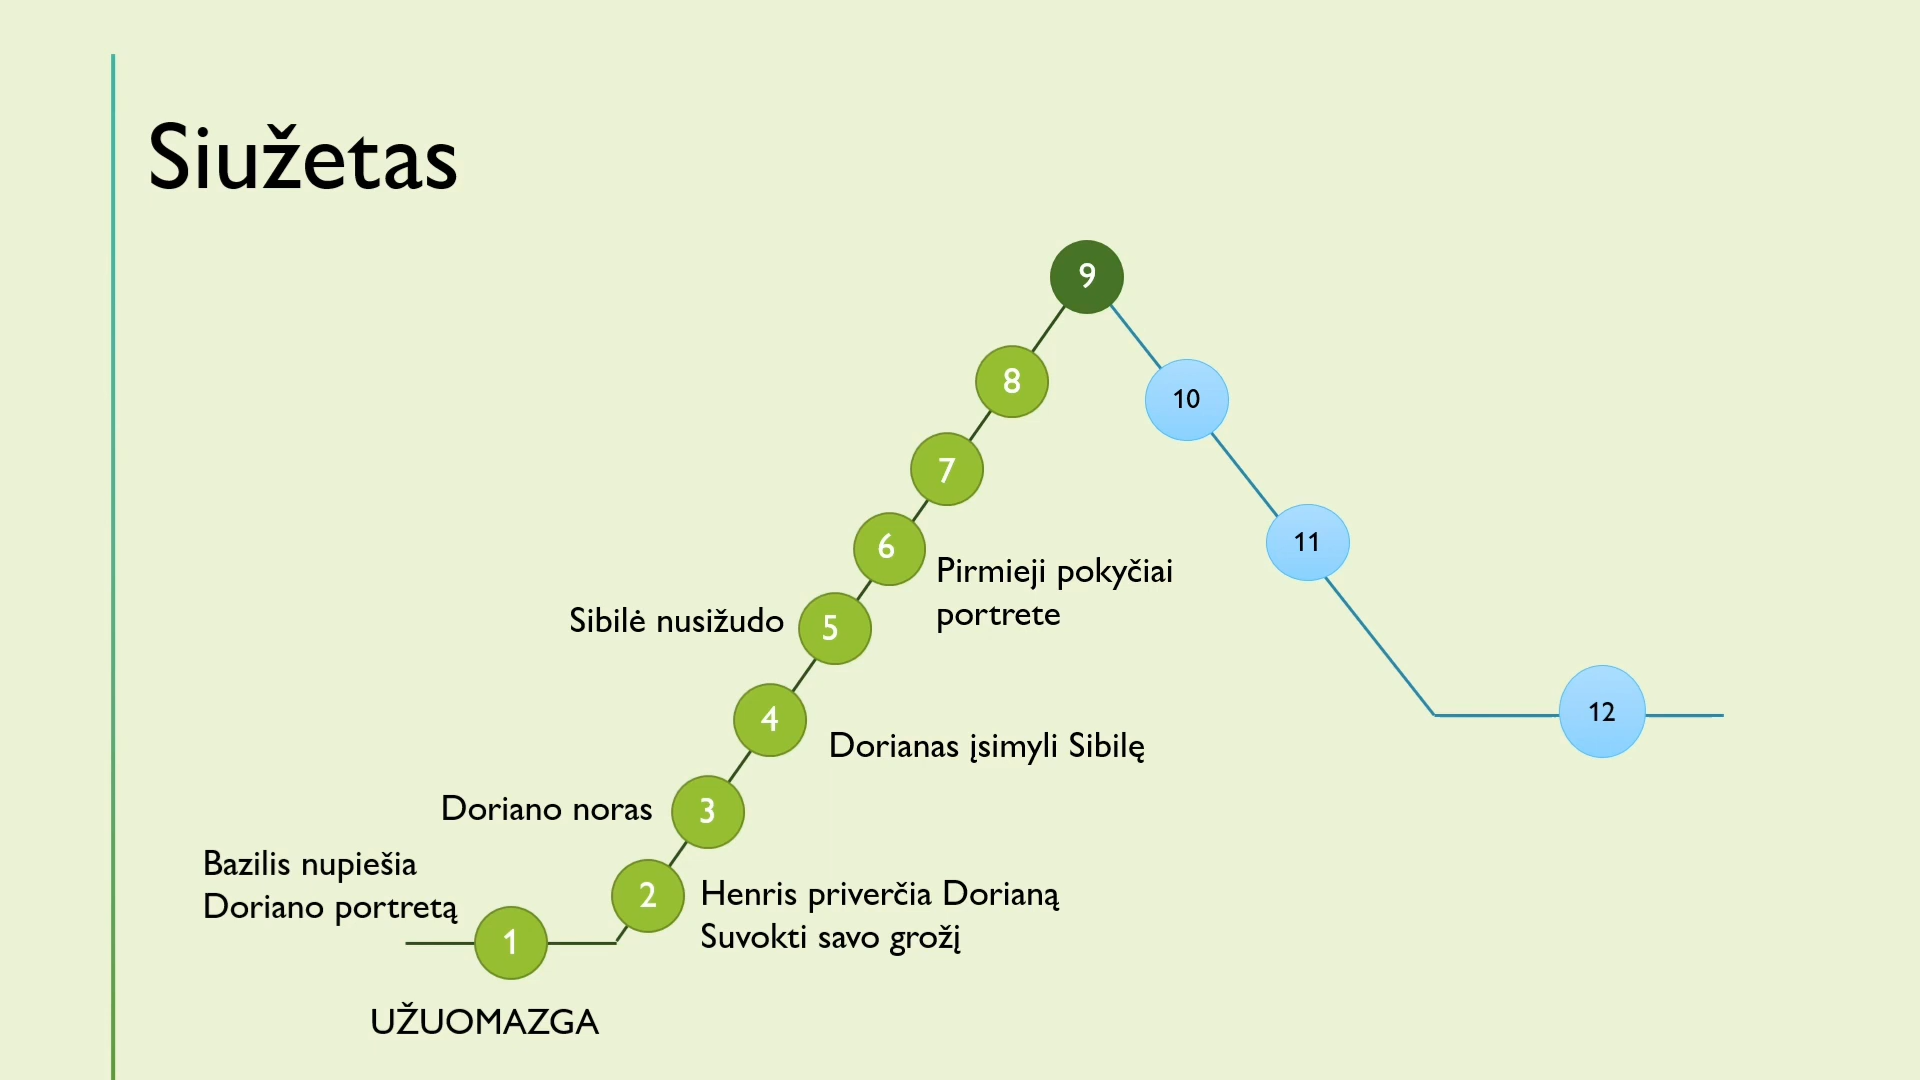 Siužetas
9
8
10
7
6
11
Pirmieji pokyčiai
portrete
Sibilė nusižudo
5
4
12
Dorianas įsimyli Sibilę
Doriano noras
3
Bazilis nupiešia
Doriano portretą
2
Henris priverčia Dorianą
Suvokti savo grožį
1
UŽUOMAZGA